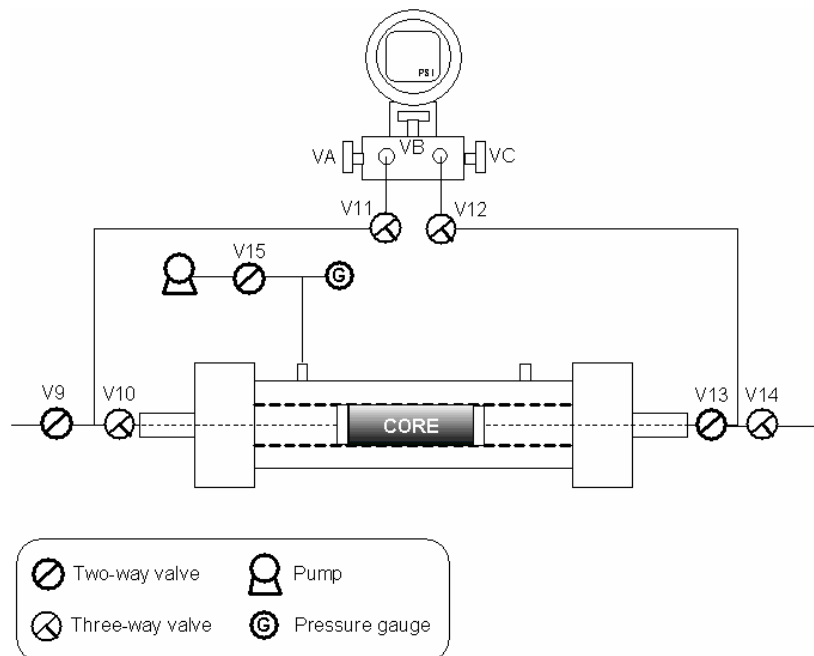 PSI
VA
VB
VC
V11
V12
V15
G
V9
V10
CORE
V13
V14
Two-way valve
Pump
Three-way valve
G
Pressure gauge